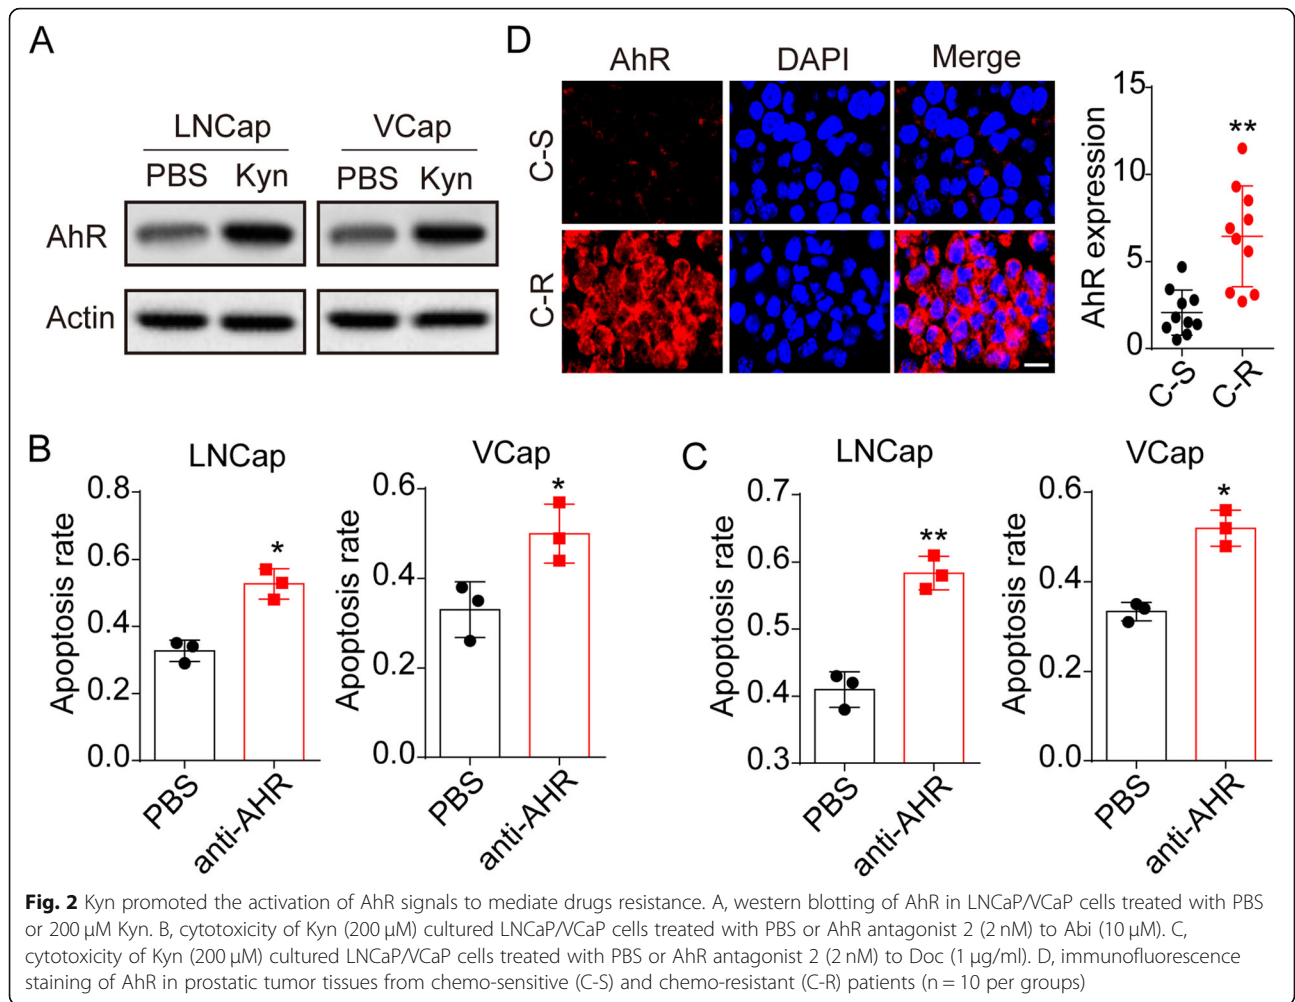 A
LNCap VCap
PBS Kyn PBS Kyn
AhR
Actin
D
AhR DAPI Merge
C-S
C-R
AhR expression
15
10
5
0
**
C-S C-R
B
LNCap
Apoptosis rate
0.8
0.6
0.4
0.2
0.0
*
PBS anti-AHR
VCap
Apoptosis rate
0.6
0.4
0.2
0.0
*
PBS anti-AHR
C
LNCap
Apoptosis rate
0.7
0.6
0.5
0.4
0.3
**
PBS anti-AHR
VCap
Apoptosis rate
0.6
0.4
0.2
0.0
*
PBS anti-AHR
Fig. 2 Kyn promoted the activation of AhR signals to mediate drugs resistance. A, western blotting of AhR in LNCaP/VCaP cells treated with PBS
or 200 μM Kyn. B, cytotoxicity of Kyn (200 μM) cultured LNCaP/VCaP cells treated with PBS or AhR antagonist 2 (2 nM) to Abi (10 μM). C,
cytotoxicity of Kyn (200 μM) cultured LNCaP/VCaP cells treated with PBS or AhR antagonist 2 (2 nM) to Doc (1 μg/ml). D, immunofluorescence
staining of AhR in prostatic tumor tissues from chemo-sensitive (C-S) and chemo-resistant (C-R) patients (n = 10 per groups)